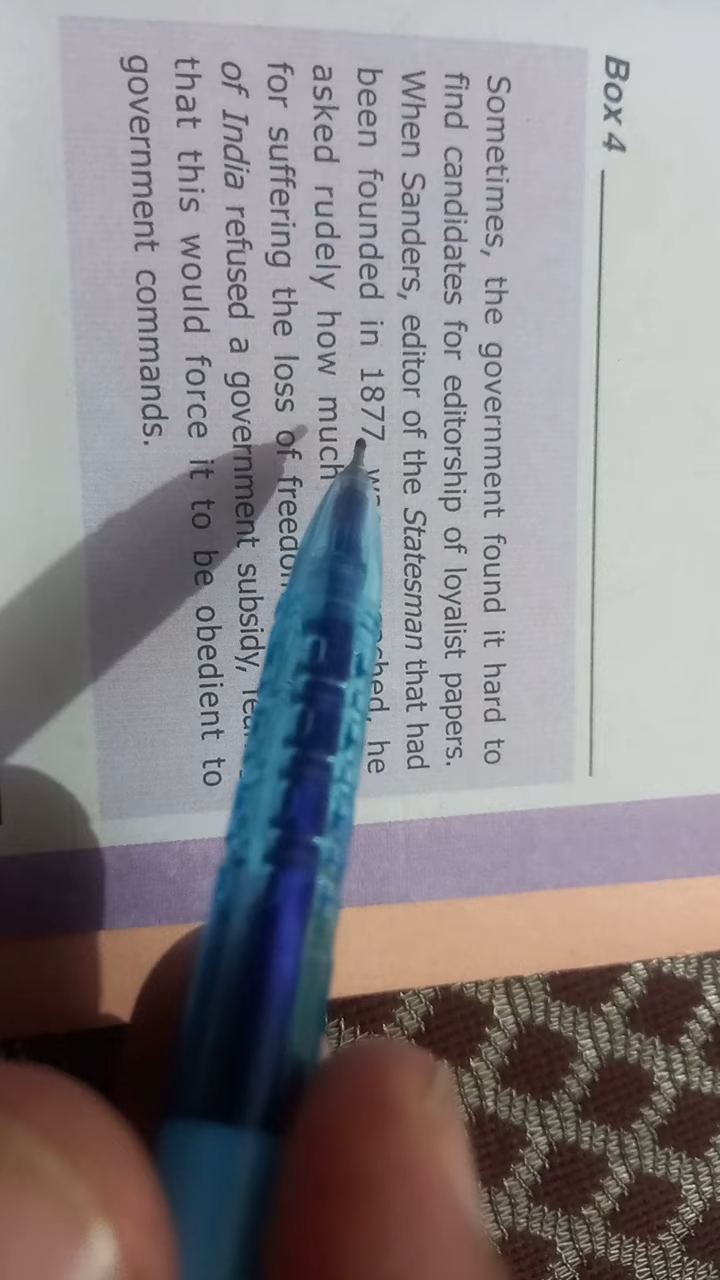 Box 4
Sometimes, the government found it hard to
find candidates for editorship of loyalist papers.
When Sanders, editor of the Statesman that had
been founded in 1877 he
asked rudely how much
for suffering the loss of
of India refused a government subsidy,
that this would force it to be obedient to
government commands.